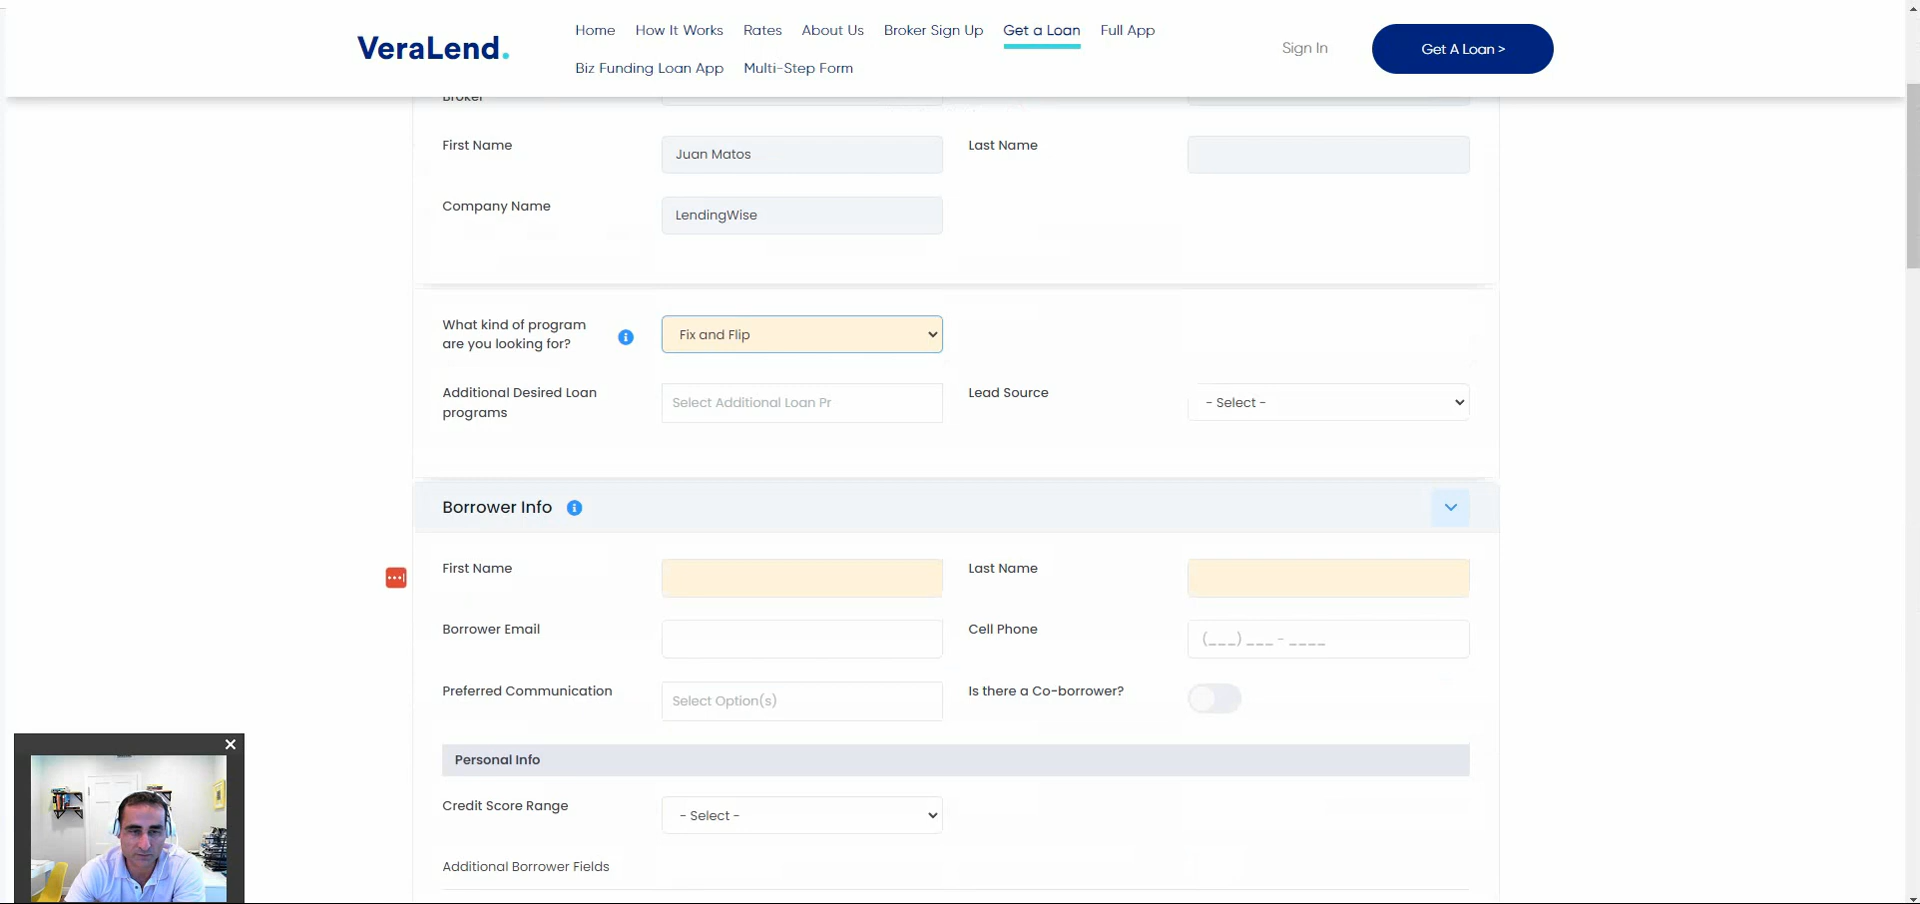 VeraLend.
Home How It Works Rates About Us Broker Sign Up Get a Loan Full App
Biz Funding Loan App Multi-Step Form
Sign In
Get A Loan >
Broker
First Name Juan Matos Last Name
Company Name LendingWise
What kind of program
are you looking for?
Fix and Flip
Additional Desired Loan
programs
Select Additional Loan Pr
Lead Source - Select -
Borrower Info
First Name Last Name
Borrower Email Cell Phone (___) ___ - ____
Preferred Communication Select Option(s) Is there a Co-borrower?
Personal Info
Credit Score Range - Select -
Additional Borrower Fields